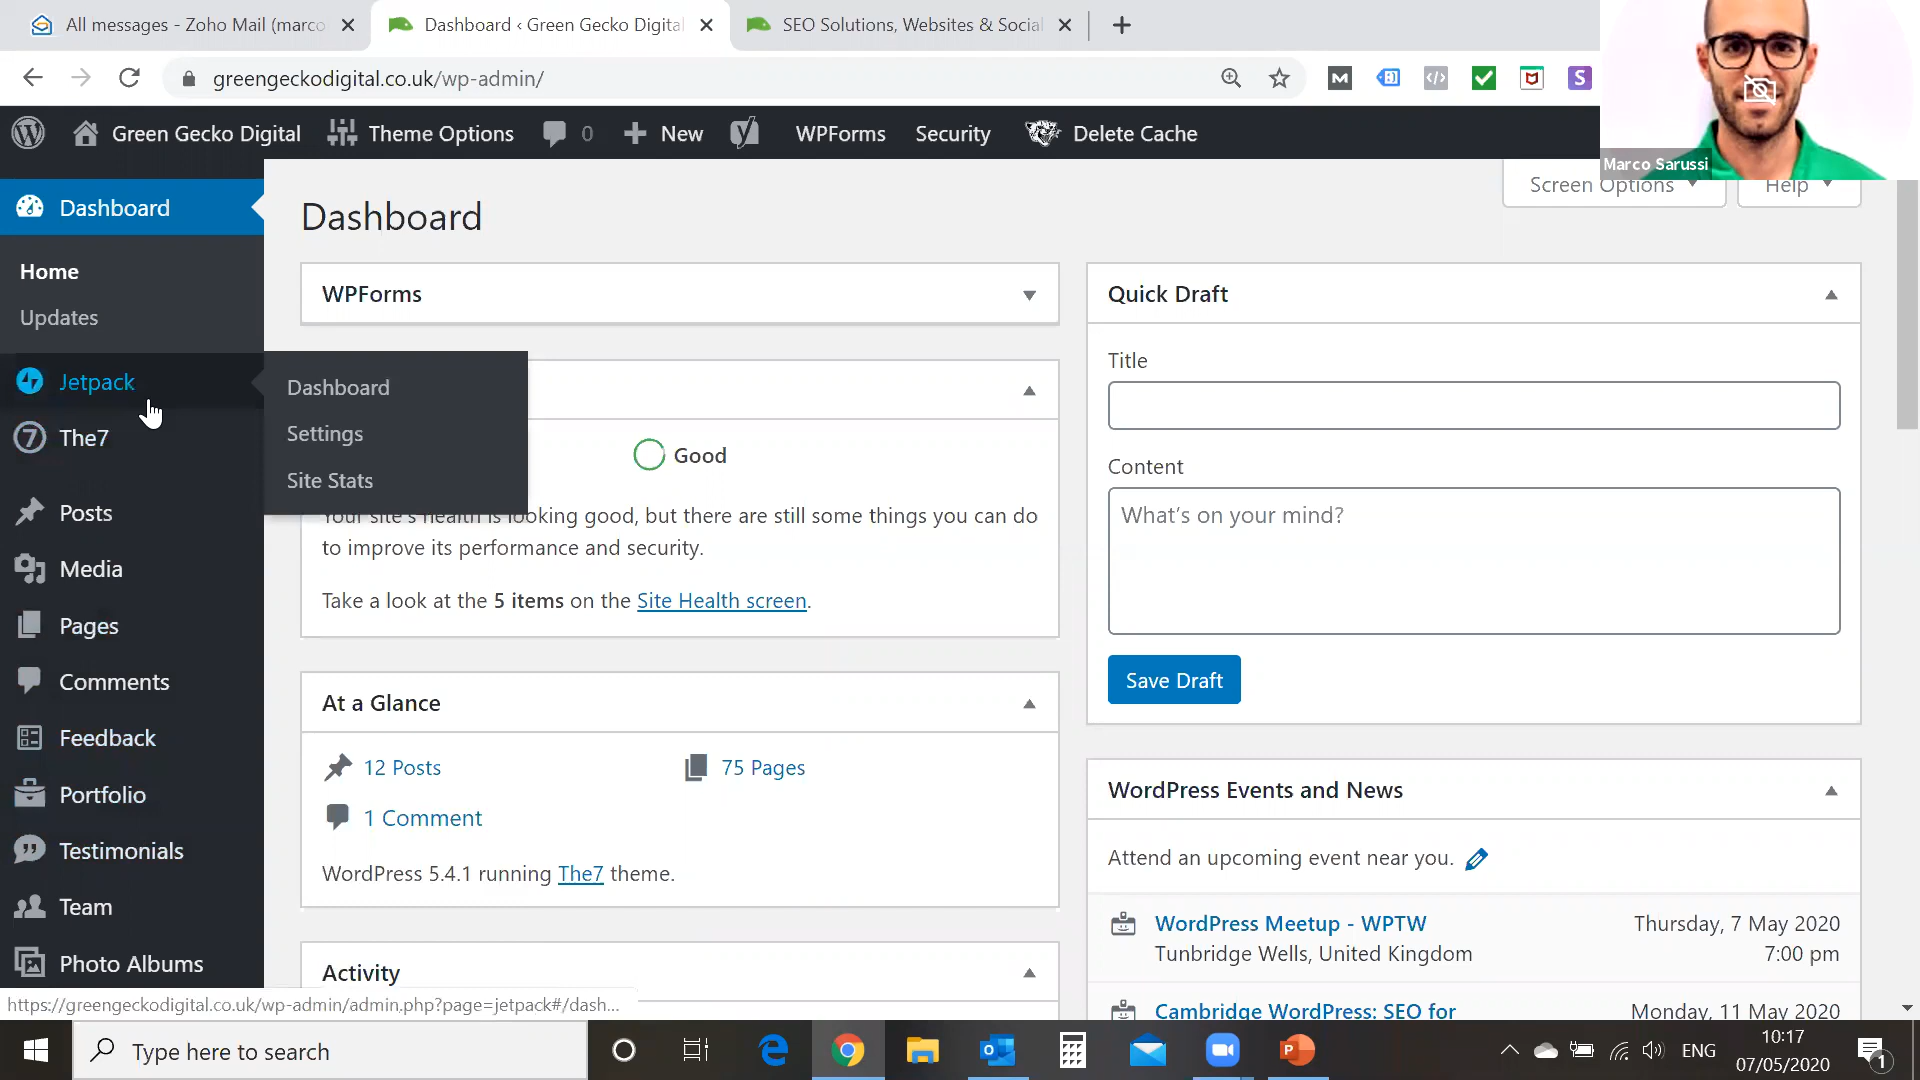 All messages - Zoho Mail (marco
Dashboard ‹ Green Gecko Digital
SEO Solutions, Websites & Social
greengeckodigital.co.uk/wp-admin/
Marco Sarussi
Green Gecko Digital
Theme Options
0
New
WPForms
Security
Delete Cache
Screen Options
Help
Dashboard
Home
Updates
Jetpack
The7
Posts
Media
Pages
Comments
Feedback
Portfolio
Testimonials
Team
Photo Albums
Dashboard
Settings
Site Stats
Dashboard
WPForms
Good
Your site's health is looking good, but there are still some things you can do
to improve its performance and security.
Take a look at the 5 items on the Site Health screen.
At a Glance
12 Posts
75 Pages
1 Comment
WordPress 5.4.1 running The7 theme.
Activity
Quick Draft
Title
Content
What's on your mind?
Save Draft
WordPress Events and News
Attend an upcoming event near you.
WordPress Meetup - WPTW
Thursday, 7 May 2020
Tunbridge Wells, United Kingdom
7:00 pm
Cambridge WordPress: SEO for
Monday, 11 May 2020
https://greengeckodigital.co.uk/wp-admin/admin.php?page=jetpack#/dash...
Type here to search
ENG
10:17
07/05/2020
1